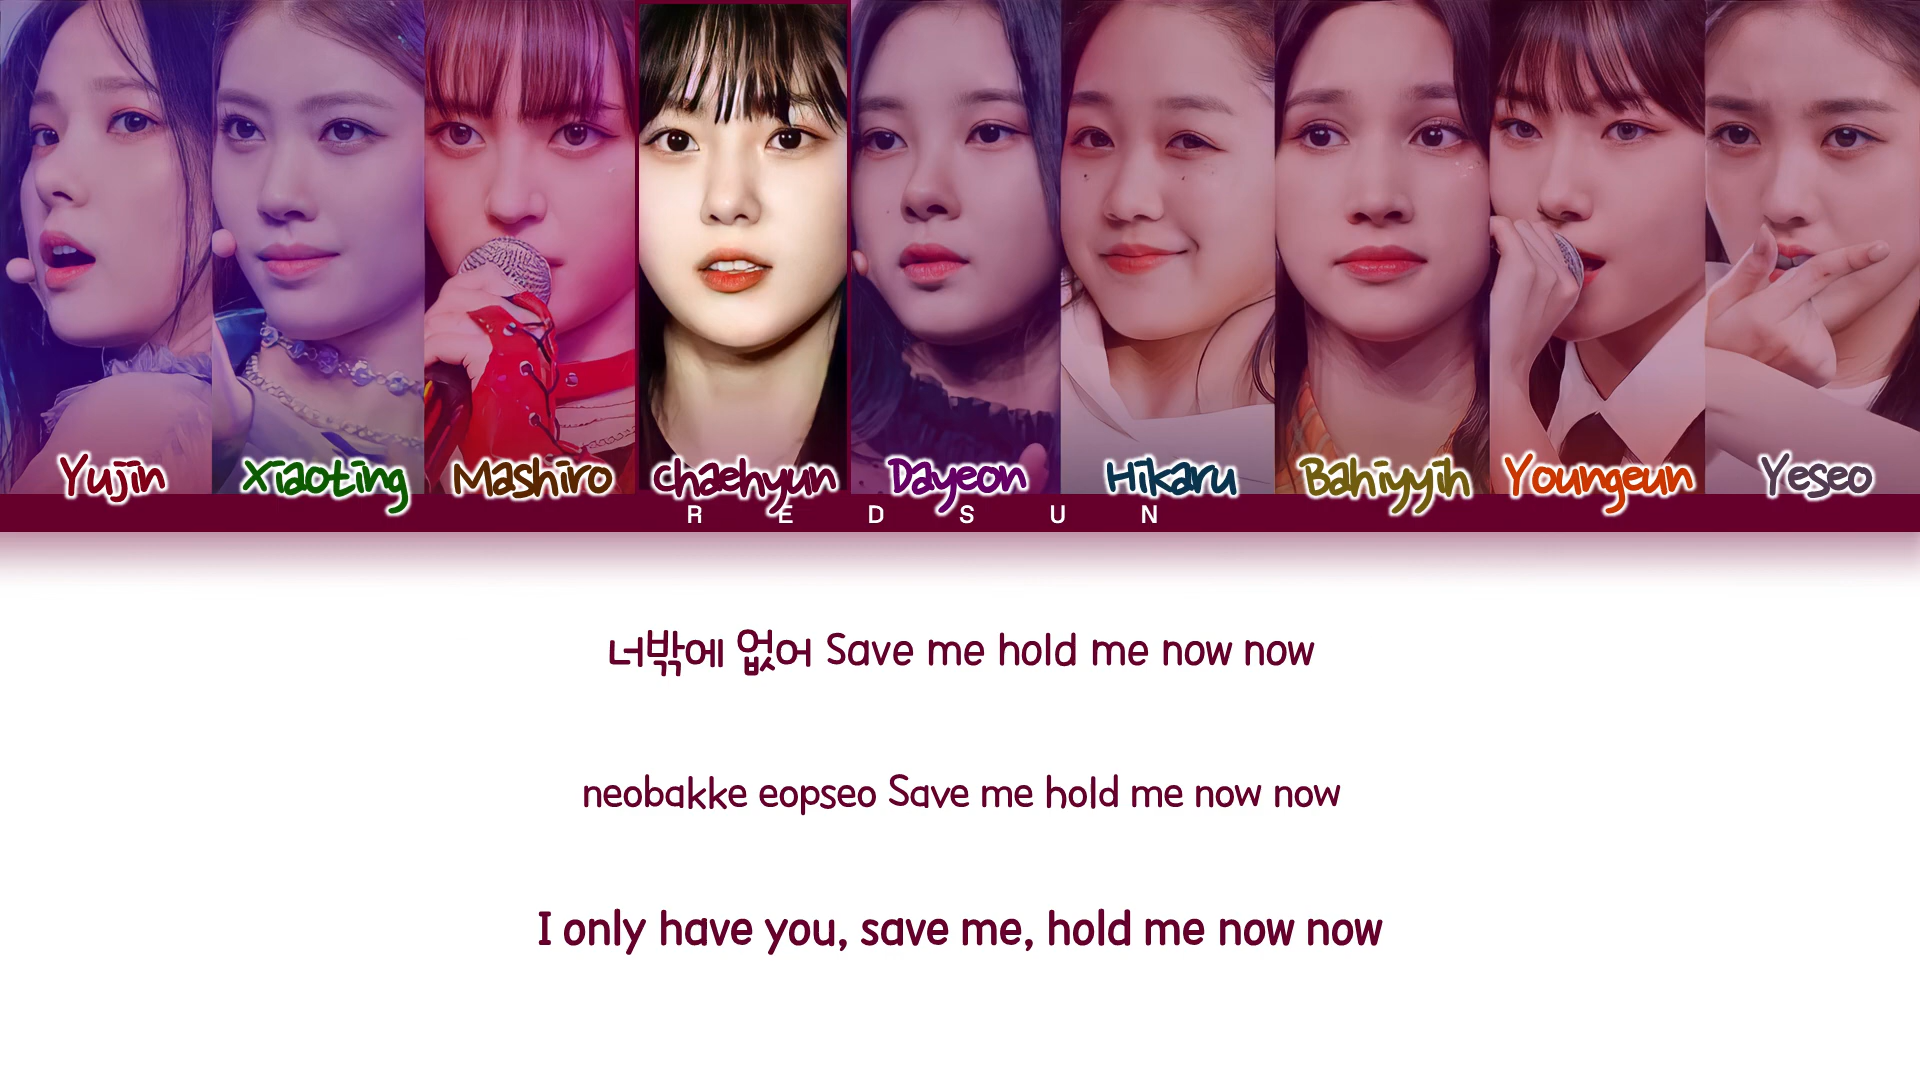 Yujin Xiaoting Mashiro Chaehyun Dayeon Hikaru Bahiyyih Youngeun Yeseo
REDSUN
너밖에 없어 Save me hold me now now
neobakke eopseo Save me hold me now now
I only have you, save me, hold me now now